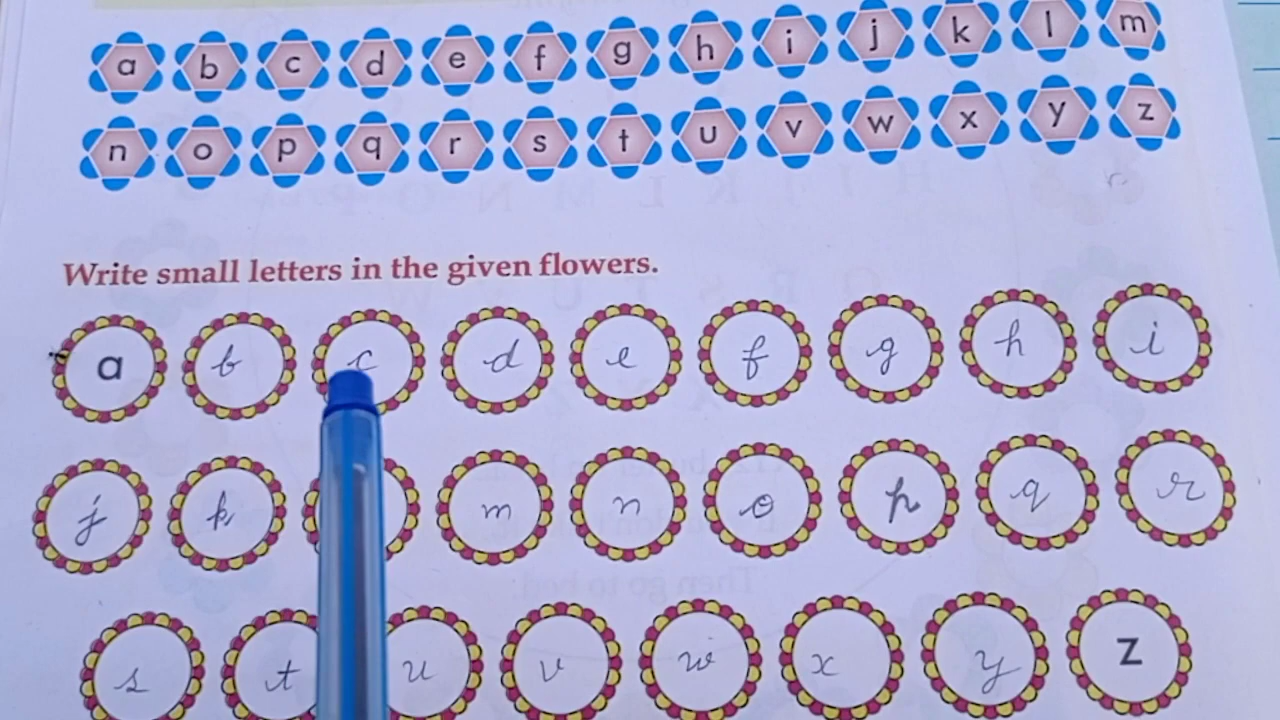 a b c d e f g h i j k l m
n o p q r s t u v w x y z
Write small letters in the given flowers.
a b c d e f g h i
j k m n o p q r
s t u v w x y z